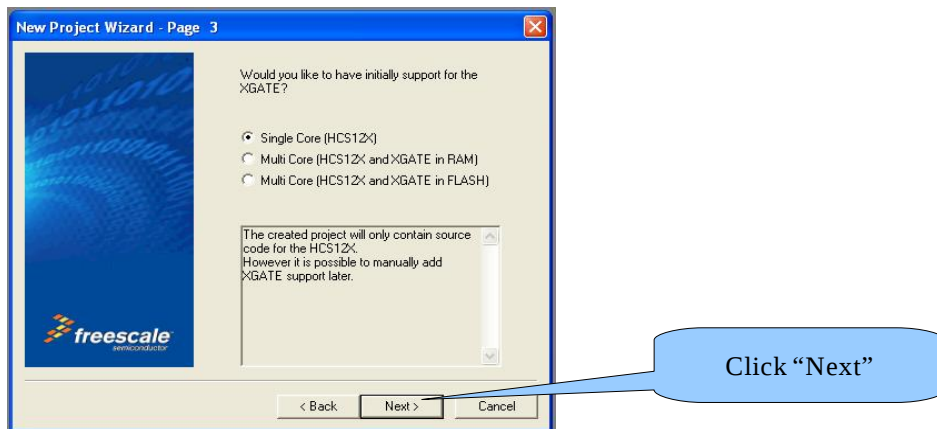 New Project Wizard - Page 3
Would you like to have initially support for the
XGATE?
Single Core (HCS12X)
Multi Core (HCS12X and XGATE in RAM)
Multi Core (HCS12X and XGATE in FLASH)
The created project will only contain source
code for the HCS12X.
However it is possible to manually add
XGATE support later.
freescale
semiconductor
Click “Next”
< Back Next > Cancel